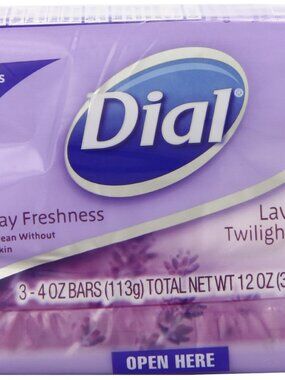 s
Dial®
ay Freshness
ean Without
kin
Lav
Twilight
3 - 4 OZ BARS (113g) TOTAL NET WT 12 OZ (3
OPEN HERE